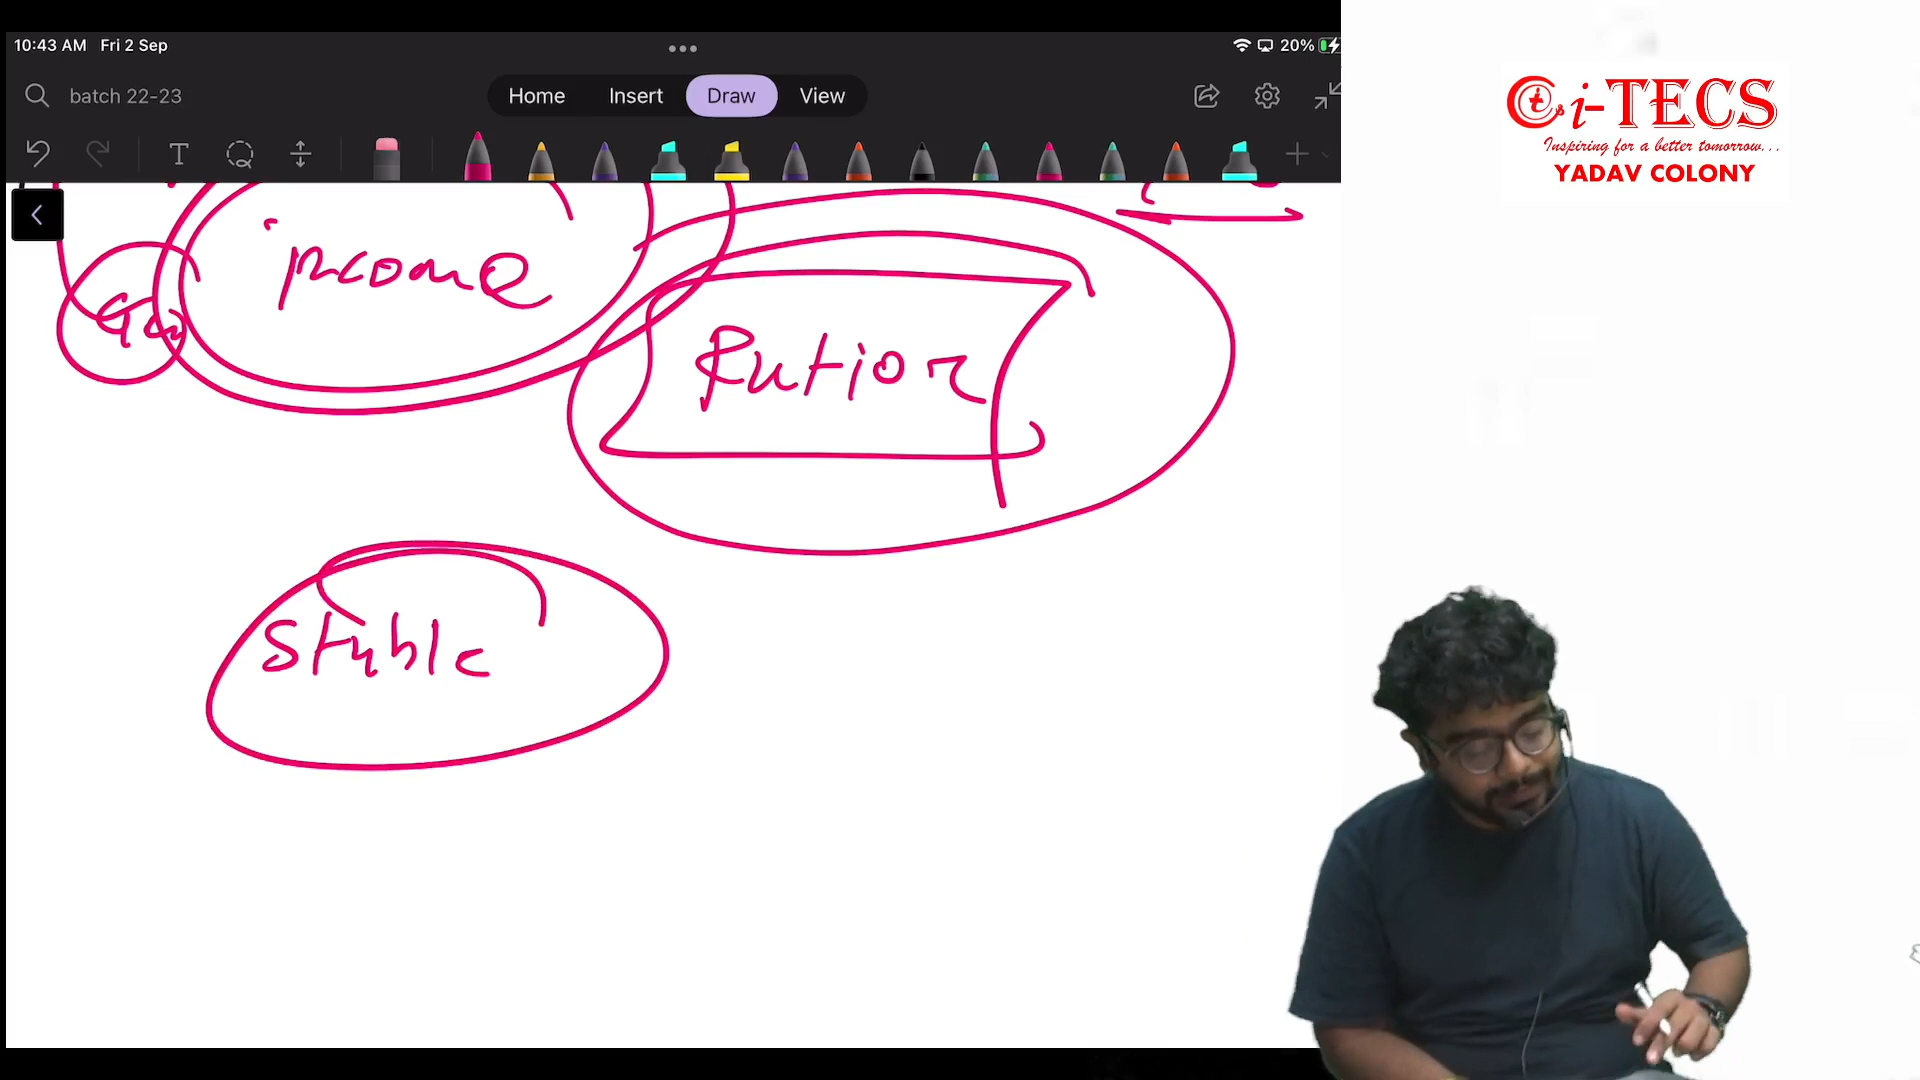 10:43 AM Fri 2 Sep
20%
batch 22-23
Home Insert Draw View
T
i-TECS
Inspiring for a better tomorrow...
YADAV COLONY
income
Ration
Stable